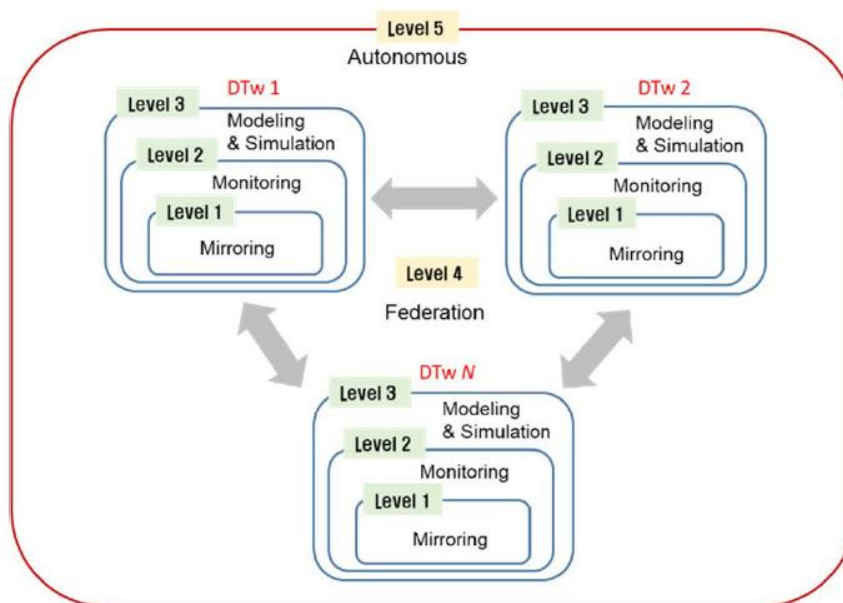 Level 5
Autonomous
DTw 1
Level 3
Modeling
& Simulation
Level 2
Monitoring
Level 1
Mirroring
DTw 2
Level 3
Modeling
& Simulation
Level 2
Monitoring
Level 1
Mirroring
Level 4
Federation
DTw N
Level 3
Modeling
& Simulation
Level 2
Monitoring
Level 1
Mirroring